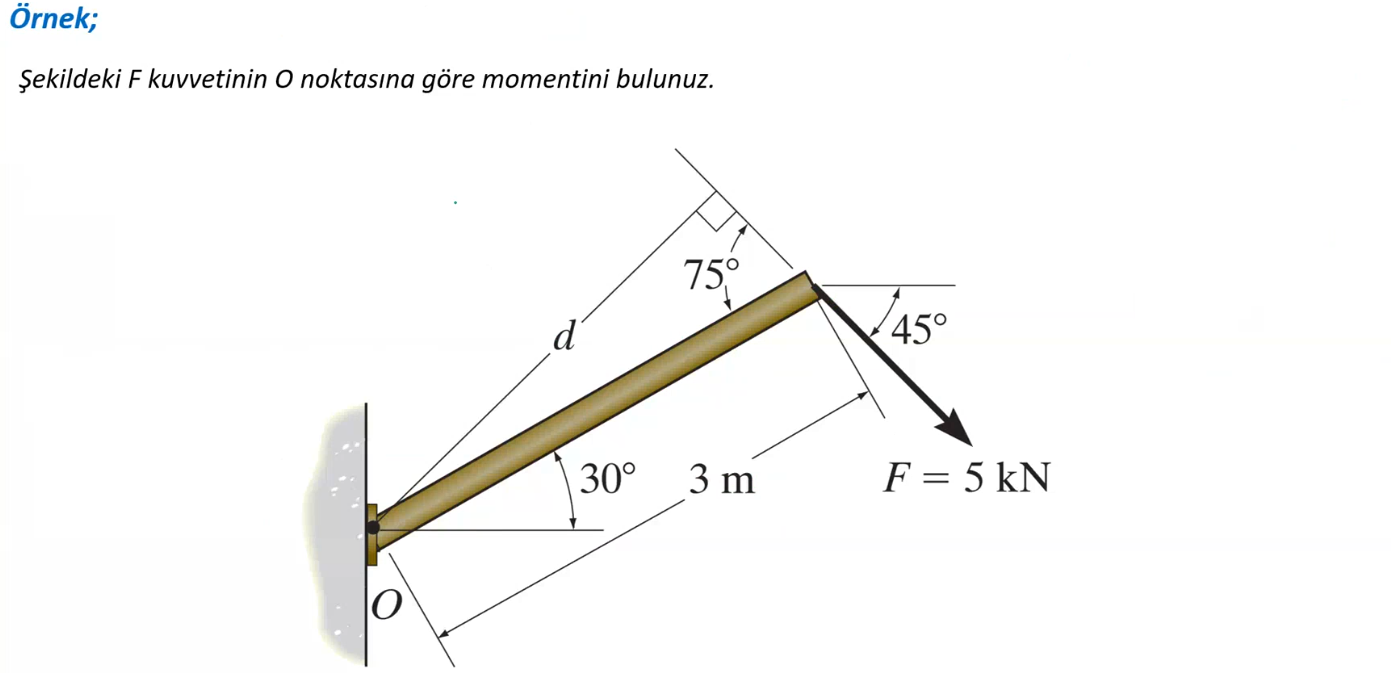 Örnek;
Şekildeki F kuvvetinin O noktasına göre momentini bulunuz.
75°
45°
d
30°
3 m
F = 5 kN
O